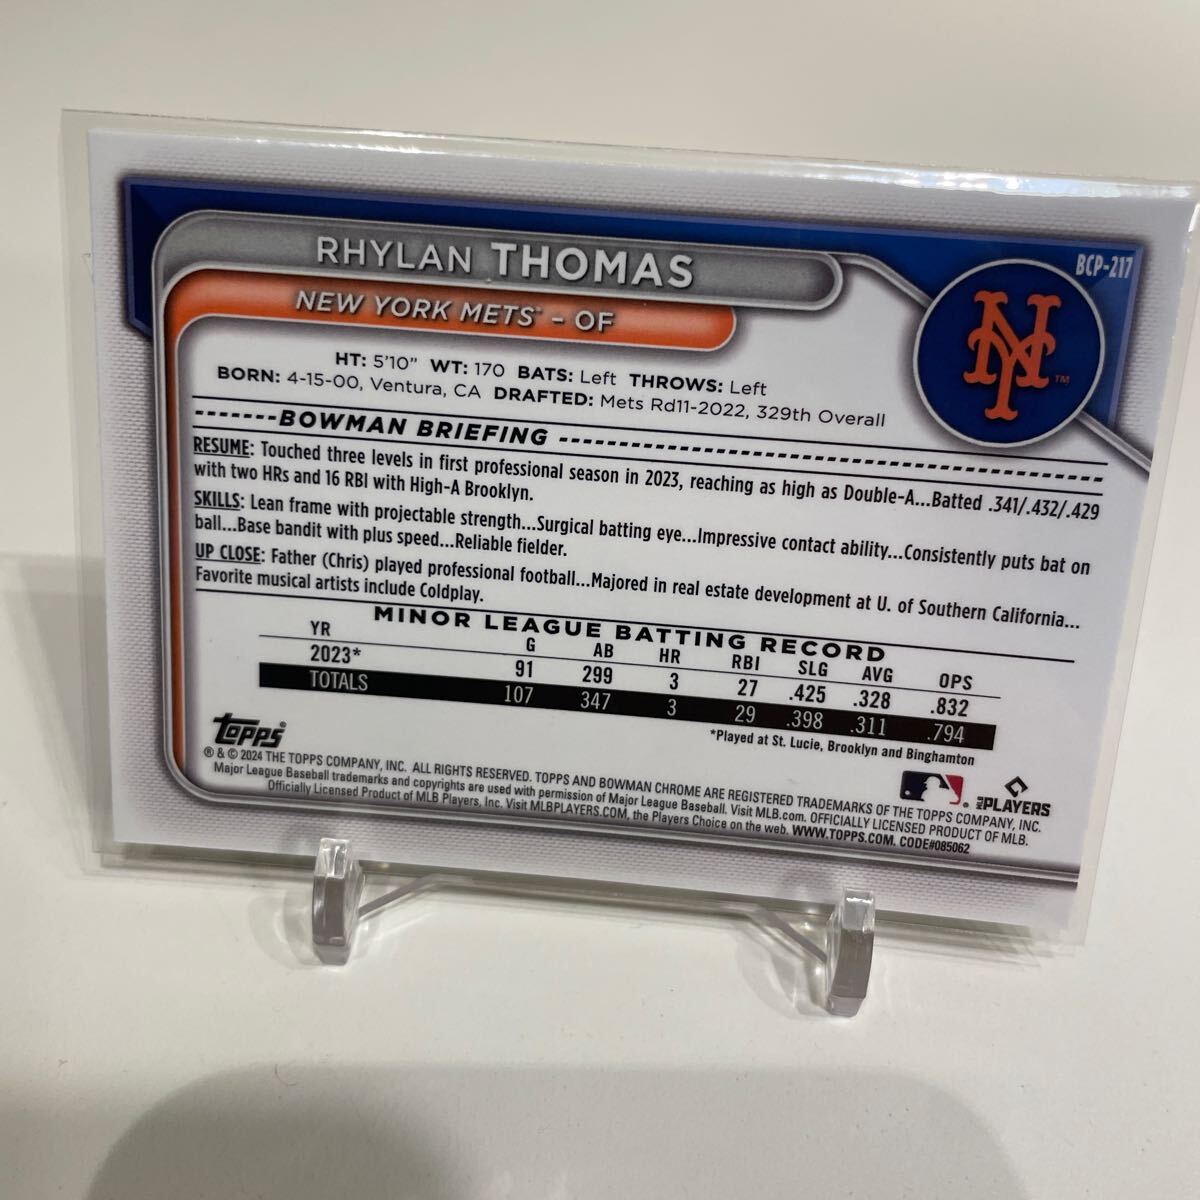 BCP-217
RHYLAN THOMAS
NEW YORK METS - OF
NY
TM
HT: 5'10" WT: 170 BATS: Left THROWS: Left
BORN: 4-15-00, Ventura, CA DRAFTED: Mets Rd11-2022, 329th Overall
BOWMAN BRIEFING
RESUME: Touched three levels in first professional season in 2023, reaching as high as Double-A...Batted .341/.432/.429
with two HRs and 16 RBI with High-A Brooklyn.
SKILLS: Lean frame with projectable strength...Surgical batting eye...Impressive contact ability...Consistently puts bat on
ball...Base bandit with plus speed...Reliable fielder.
UP CLOSE: Father (Chris) played professional football...Majored in real estate development at U. of Southern California...
Favorite musical artists include Coldplay.
MINOR LEAGUE BATTING RECORD
YR G AB HR RBI SLG AVG OPS
2023* 91 299 3 27 .425 .328 .832
TOTALS 107 347 3 29 .398 .311 .794
*Played at St. Lucie, Brooklyn and Binghamton
topps®
® & © 2024 THE TOPPS COMPANY, INC. ALL RIGHTS RESERVED. TOPPS AND BOWMAN CHROME ARE REGISTERED TRADEMARKS OF THE TOPPS COMPANY, INC.
Major League Baseball trademarks and copyrights are used with permission of Major League Baseball. Visit MLB.com. OFFICIALLY LICENSED PRODUCT OF MLB.
Officially Licensed Product of MLB Players, Inc. Visit MLBPLAYERS.COM, the Players Choice on the web. WWW.TOPPS.COM. CODE#085062
MLB PLAYERS